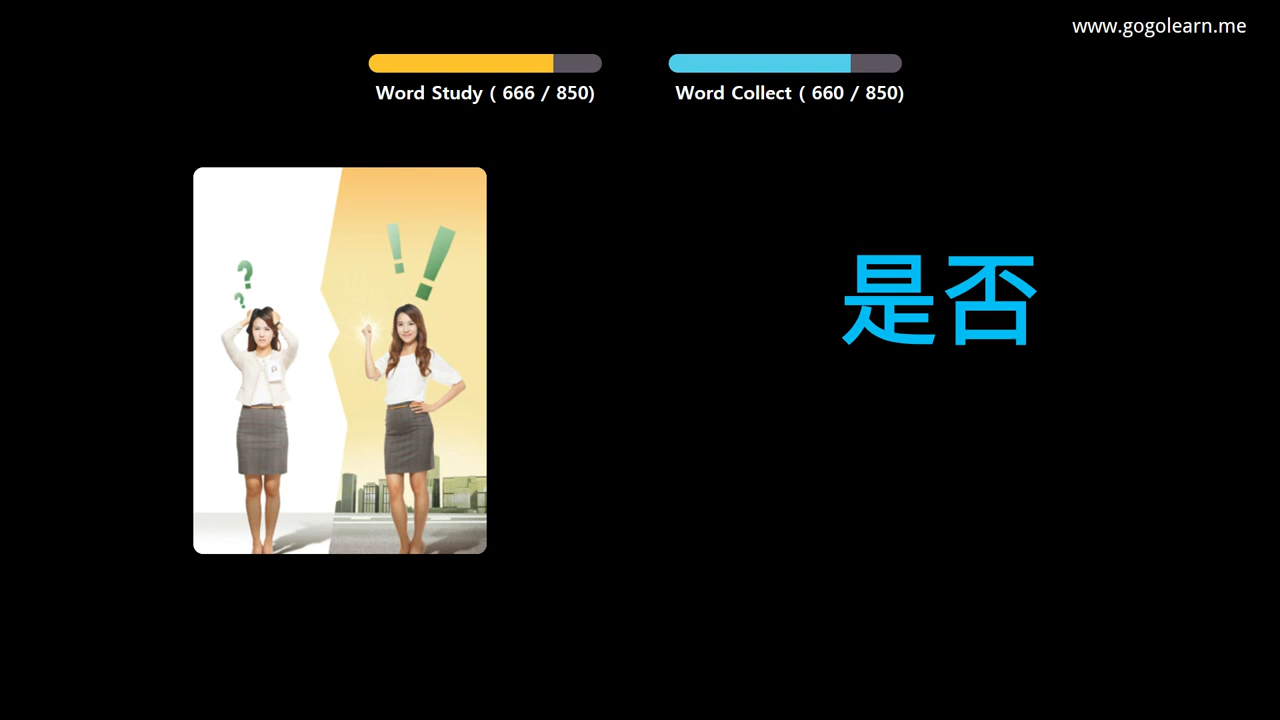 www.gogolearn.me
Word Study ( 666 / 850)
Word Collect ( 660 / 850)
? ?
! !
是否